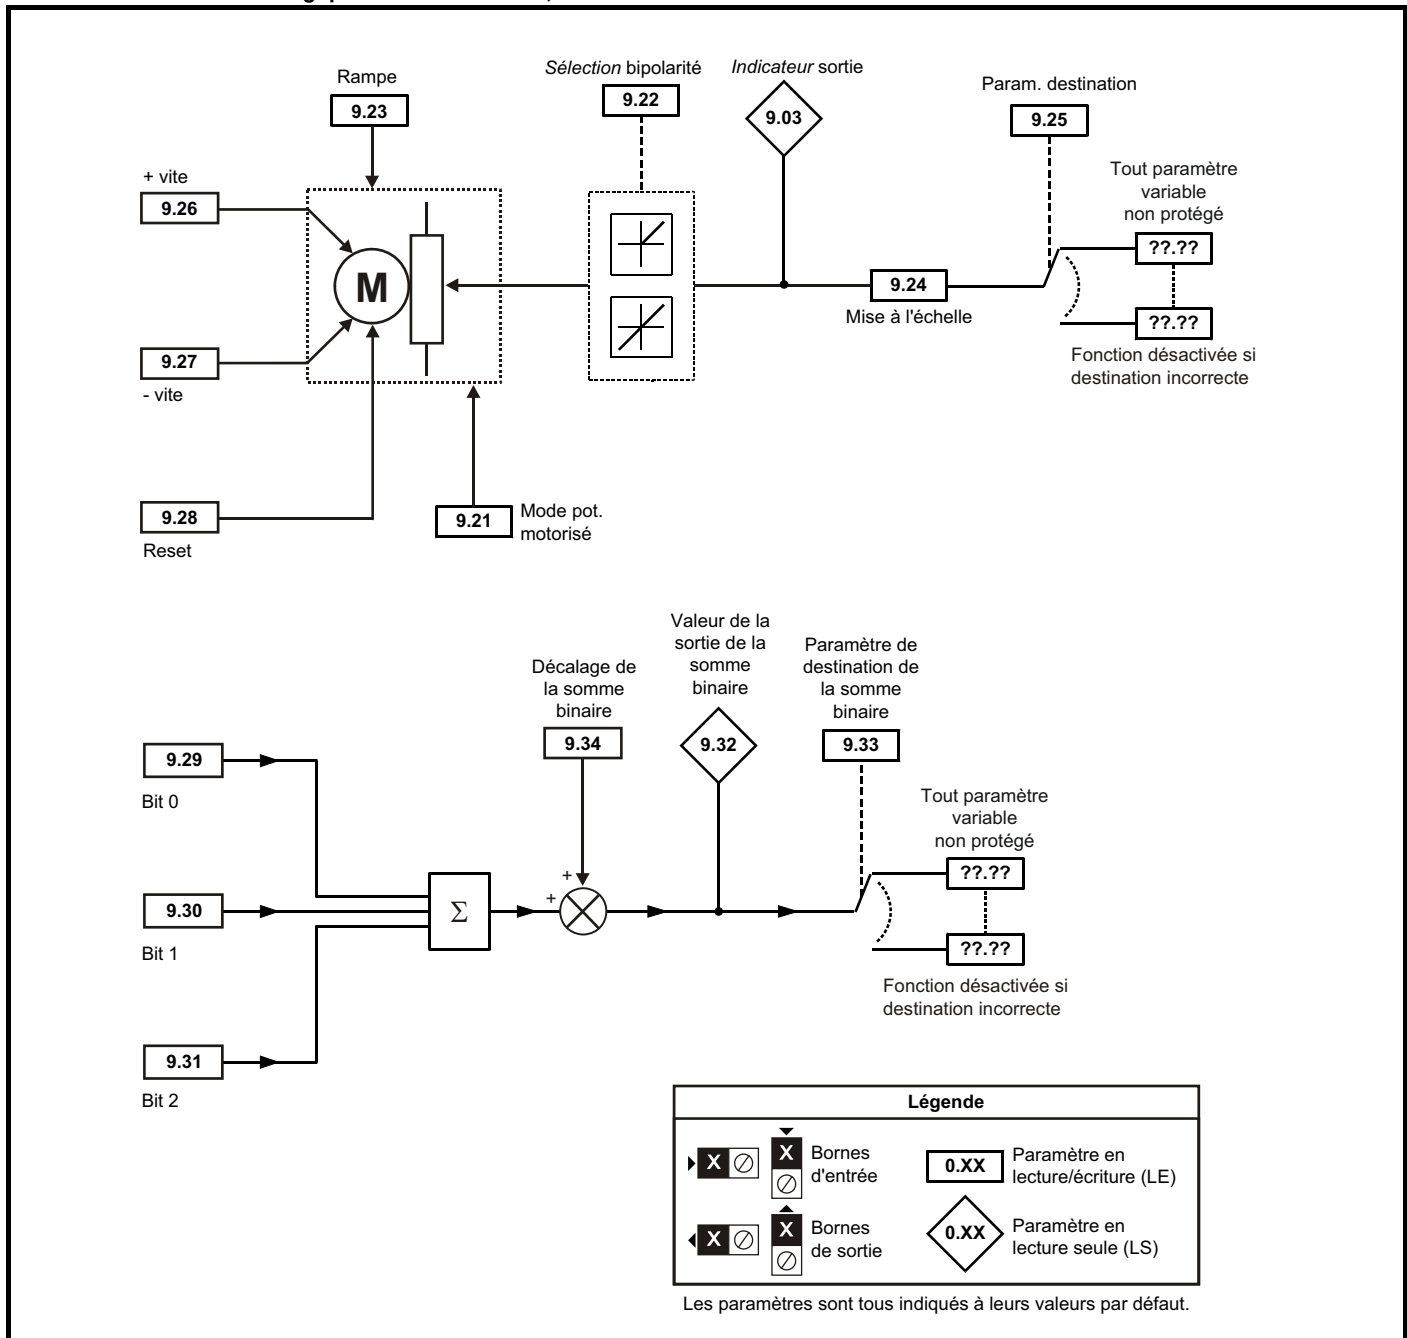 Rampe
9.23
Sélection bipolarité
9.22
Indicateur sortie
9.03
Param. destination
9.25
Tout paramètre
variable
non protégé
??.??
??.??
Fonction désactivée si
destination incorrecte
+ vite
9.26
M
9.24
Mise à l'échelle
9.27
- vite
9.28
Reset
9.21
Mode pot.
motorisé
Décalage de
la somme
binaire
9.34
Valeur de la
sortie de la
somme
binaire
9.32
Paramètre de
destination de
la somme
binaire
9.33
9.29
Bit 0
9.30
Bit 1
9.31
Bit 2
Σ
+
+
Tout paramètre
variable
non protégé
??.??
??.??
Fonction désactivée si
destination incorrecte
Légende
X
X
Bornes
d'entrée
0.XX
Paramètre en
lecture/écriture (LE)
X
X
Bornes
de sortie
0.XX
Paramètre en
lecture seule (LS)
Les paramètres sont tous indiqués à leurs valeurs par défaut.